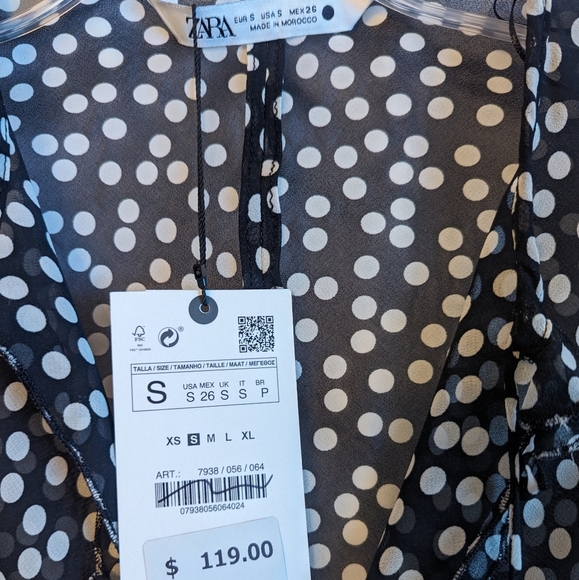 ZARA EUR S USA S MEX 26
MADE IN MOROCCO
FSC
TALLA / SIZE / TAMANHO / TAILLE / MAAT / ΜΕΓΕΘΟΣ
S
USA MEX UK IT BR
S 26 S S P
XS S M L XL
ART.: 7938 / 056 / 064
07938056064024
$ 119.00